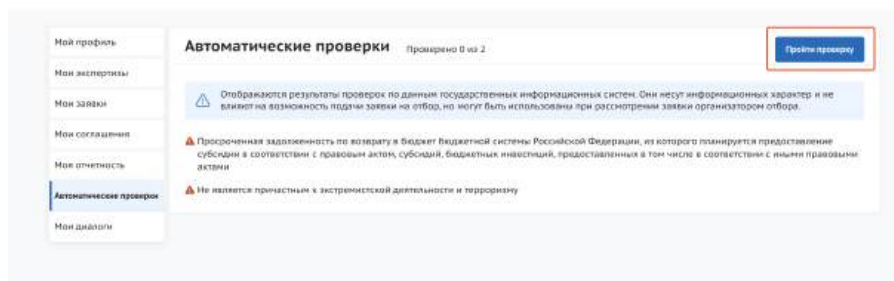 Мой профиль
Мои экспертизы
Мои заявки
Мои соглашения
Моя отчетность
Автоматические проверки
Мои диалоги
Автоматические проверки Проверено 0 из 2
Пройти проверку
Отображаются результаты проверок по данным государственных информационных систем. Они несут информационных характер и не
влияют на возможность подачи заявки на отбор, но могут быть использованы при рассмотрении заявки организатором отбора.
Просроченная задолженность по возврату в бюджет бюджетной системы Российской Федерации, из которого планируется предоставление
субсидии в соответствии с правовым актом, субсидий, бюджетных инвестиций, предоставленных в том числе в соответствии с иными правовыми
актами
Не является причастным к экстремистской деятельности и терроризму